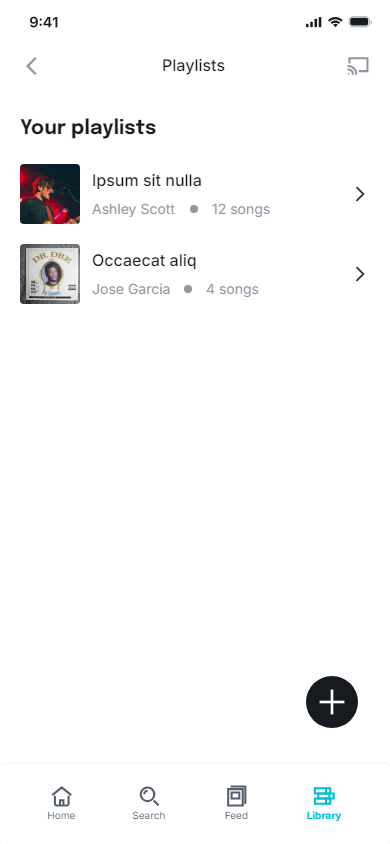 9:41
Playlists
Your playlists
Ipsum sit nulla
Ashley Scott 12 songs
DR. DRE
Occaecat aliq
Jose Garcia 4 songs
Home Search Feed Library